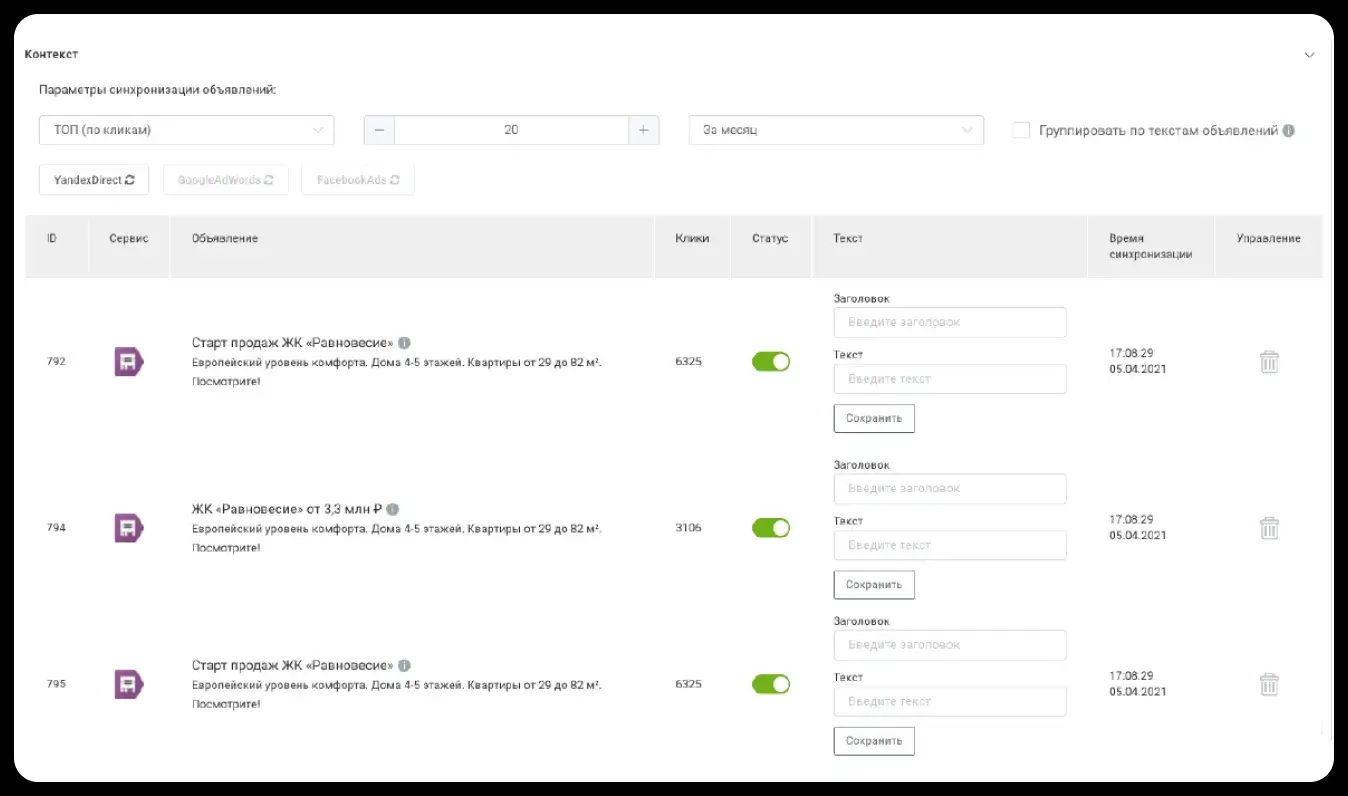 Контекст
Параметры синхронизации объявлений:
ТОП (по кликам)
20
За месяц
Группировать по текстам объявлений
YandexDirect
GoogleAdWords
FacebookAds
ID
Сервис
Объявление
Клики
Статус
Текст
Время
синхронизации
Управление
792
Старт продаж ЖК «Равновесие»
Европейский уровень комфорта. Дома 4-5 этажей. Квартиры от 29 до 82 м².
Посмотрите!
6325
Заголовок
Введите заголовок
Текст
Введите текст
Сохранить
17:08:29
05.04.2021
794
ЖК «Равновесие» от 3,3 млн ₽
Европейский уровень комфорта. Дома 4-5 этажей. Квартиры от 29 до 82 м².
Посмотрите!
3106
Заголовок
Введите заголовок
Текст
Введите текст
Сохранить
17:08:29
05.04.2021
795
Старт продаж ЖК «Равновесие»
Европейский уровень комфорта. Дома 4-5 этажей. Квартиры от 29 до 82 м².
Посмотрите!
6325
Заголовок
Введите заголовок
Текст
Введите текст
Сохранить
17:08:29
05.04.2021